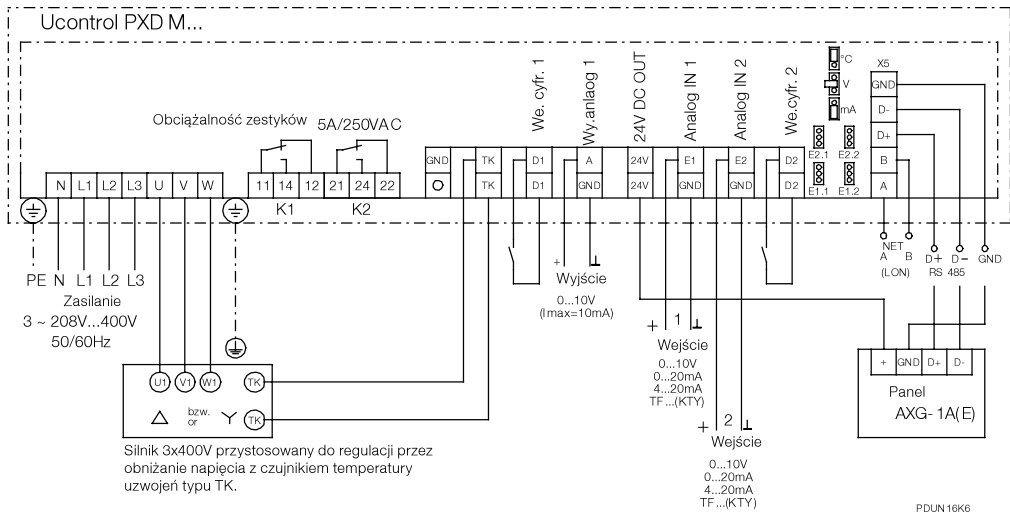 Ucontrol PXD M...
Obciążalność zestyków 5A/250VAC
We. cyfr. 1
Wy.anlaog 1
24V DC OUT
Analog IN 1
Analog IN 2
We.cyfr. 2
°C
V
mA
X5
GND
D-
D+
B
A
E2.1 E2.2
E1.1 E1.2
GND TK D1 A 24V E1 E2 D2
TK D1 GND 24V GND GND D2
N L1 L2 L3 U V W
11 14 12 21 24 22
K1 K2
PE N L1 L2 L3
Zasilanie
3 ~ 208V...400V
50/60Hz
+ ⊥
Wyjście
0...10V
(Imax=10mA)
+ 1 ⊥
Wejście
0...10V
0...20mA
4...20mA
TF...(KTY)
+ 2 ⊥
Wejście
0...10V
0...20mA
4...20mA
TF...(KTY)
NET
A B
(LON)
D+ D- GND
RS 485
+ GND D+ D-
Panel
AXG-1A(E)
U1 V1 W1 TK
TK
△ bzw. or Y
Silnik 3x400V przystosowany do regulacji przez
obniżanie napięcia z czujnikiem temperatury
uzwojeń typu TK.
PDUN16K6